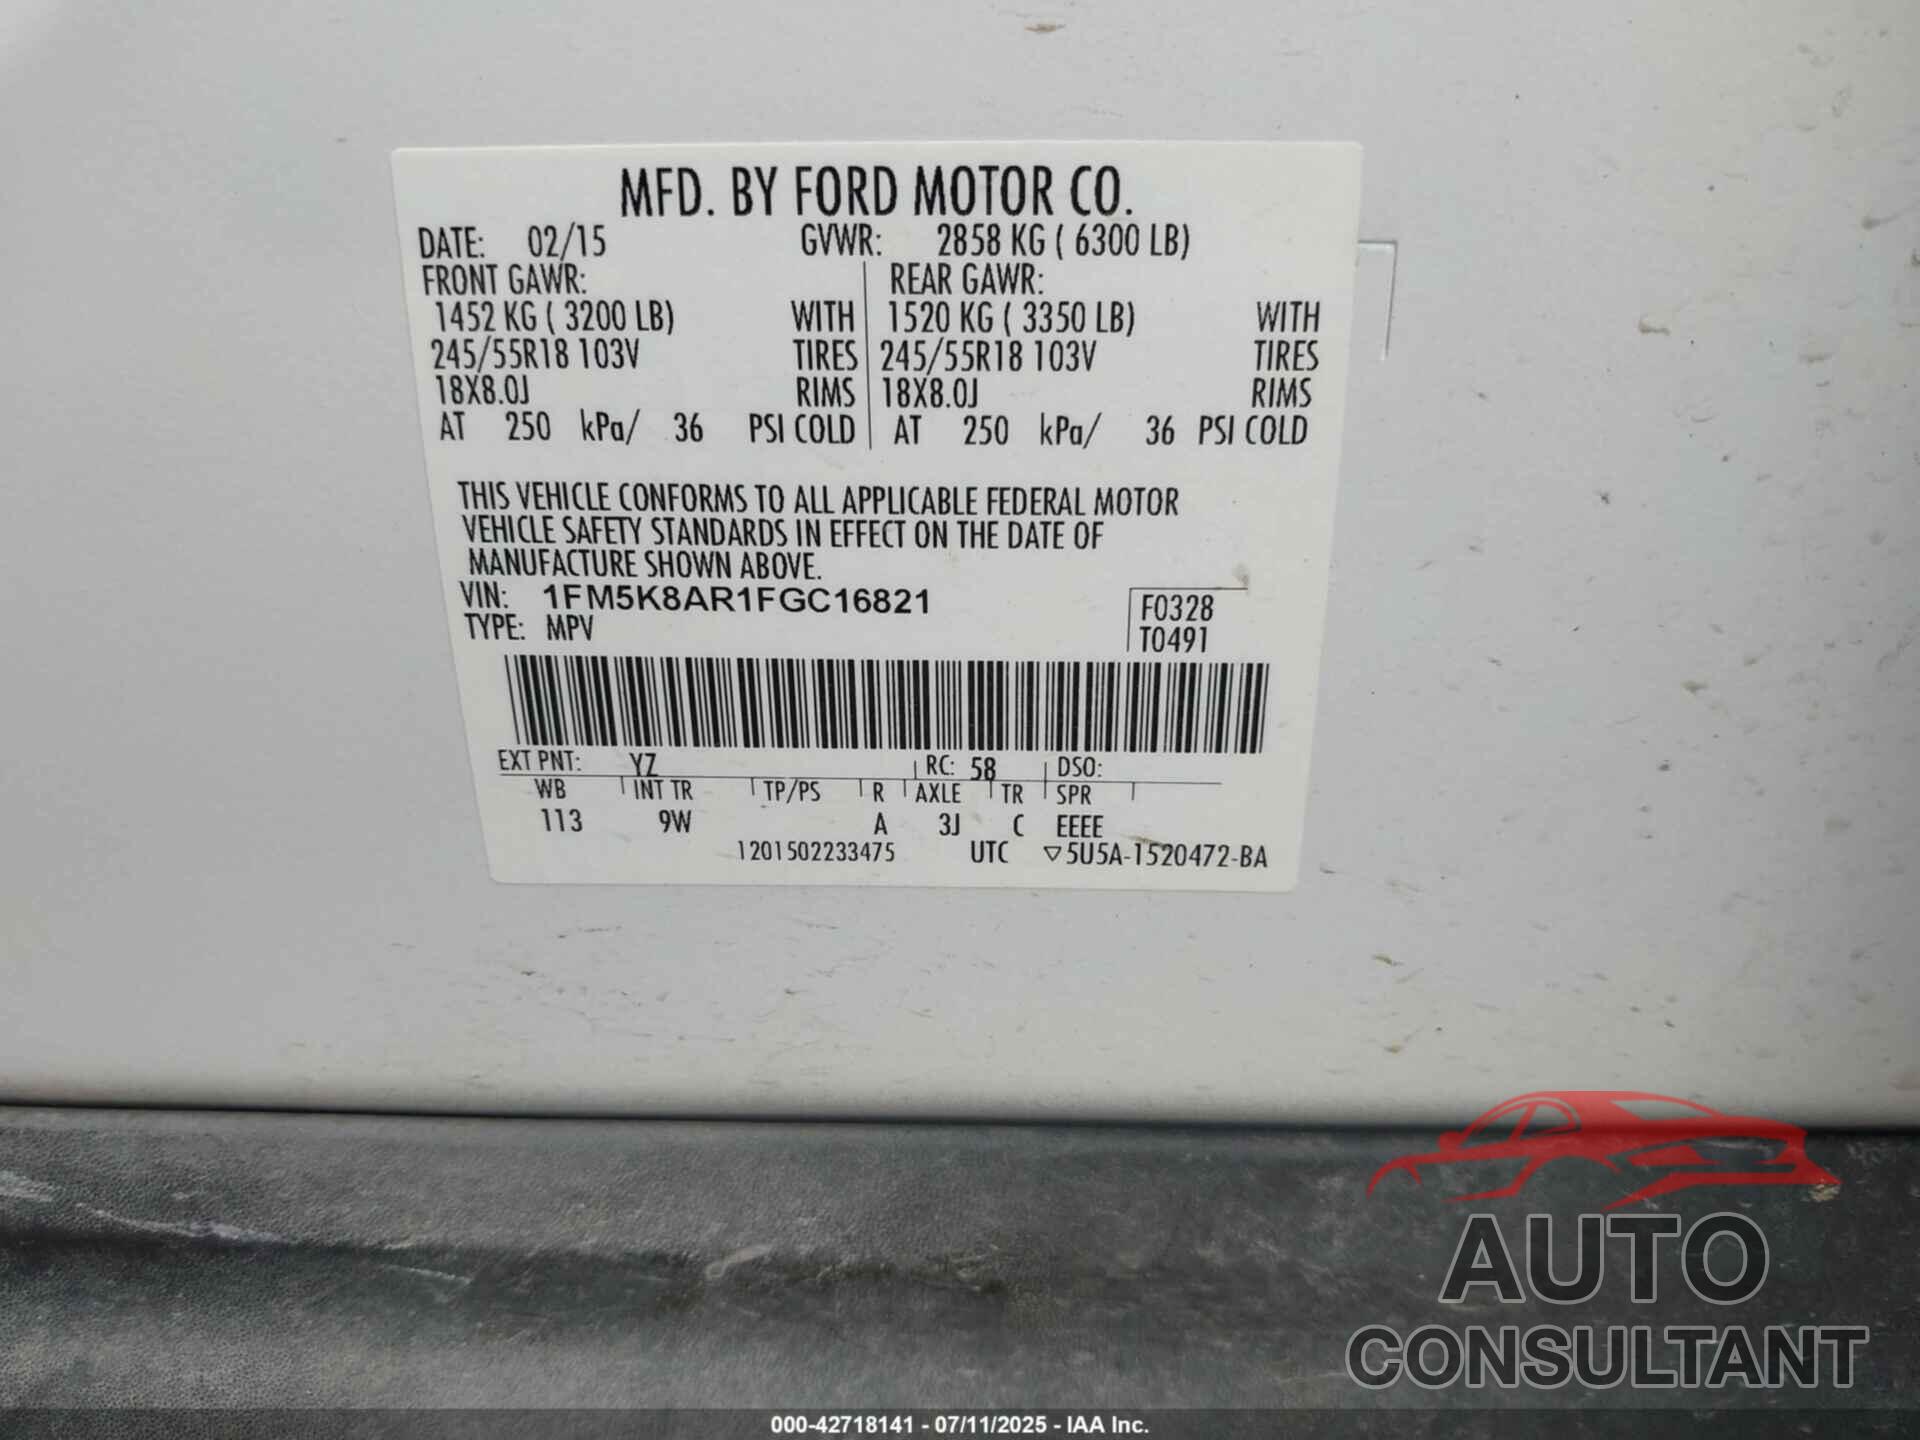 MFD. BY FORD MOTOR CO.
DATE: 02/15 GVWR: 2858 KG ( 6300 LB)
FRONT GAWR: REAR GAWR:
1452 KG ( 3200 LB) WITH 1520 KG ( 3350 LB) WITH
245/55R18 103V TIRES 245/55R18 103V TIRES
18X8.0J RIMS 18X8.0J RIMS
AT 250 kPa/ 36 PSI COLD AT 250 kPa/ 36 PSI COLD
THIS VEHICLE CONFORMS TO ALL APPLICABLE FEDERAL MOTOR
VEHICLE SAFETY STANDARDS IN EFFECT ON THE DATE OF
MANUFACTURE SHOWN ABOVE.
VIN: 1FM5K8AR1FGC16821 F0328
TYPE: MPV T0491
EXT PNT: YZ RC: 58 DSO:
WB INT TR TP/PS R AXLE TR SPR
113 9W A 3J C EEEE
1201502233475 UTC ▽5U5A-1520472-BA
AUTO
CONSULTANT
000-42718141 - 07/11/2025 - IAA Inc.